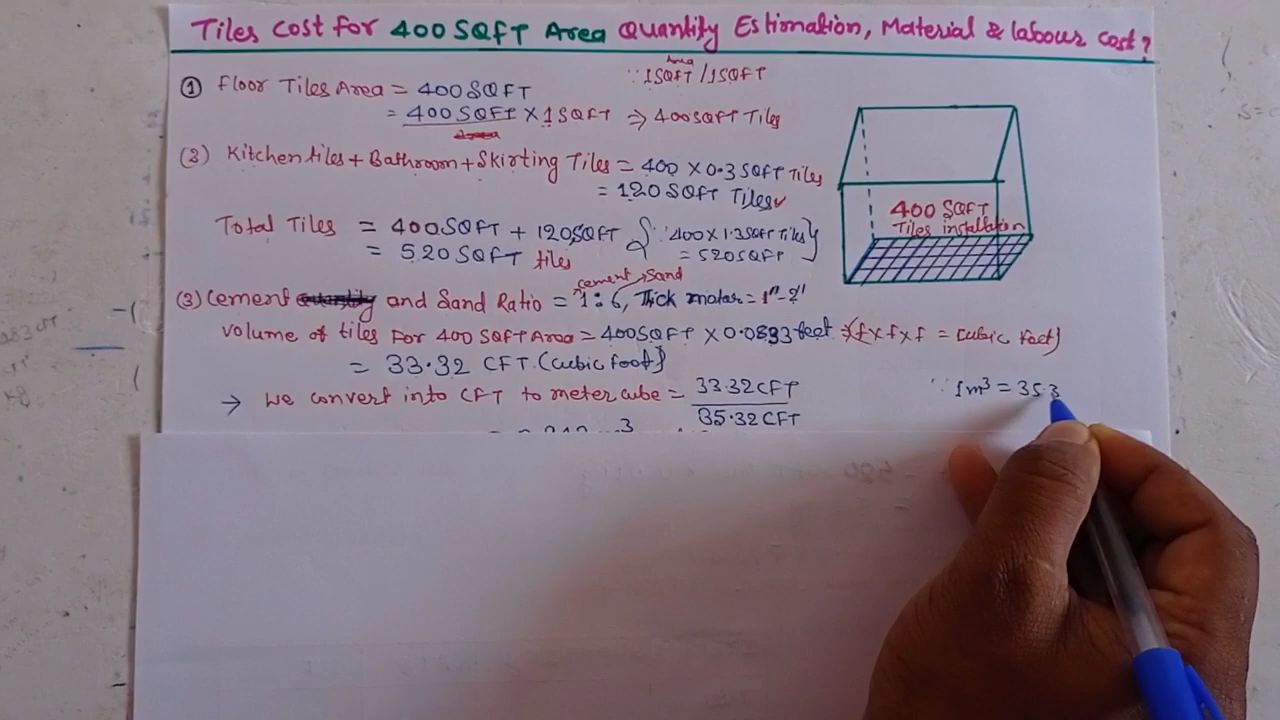 Tiles Cost for 400 SQFT Area Quantity Estimation, Material & labour cost?
∵ 1SQFT Area / 1SQFT
① Floor Tiles Area = 400 SQFT
= 400 SQFT × 1 SQFT ⇒ 400 SQFT Tiles
(2) Kitchen tiles + Bathroom + Skirting Tiles = 400 × 0.3 SQFT Tiles
= 120 SQFT Tiles
Total Tiles = 400 SQFT + 120 SQFT { ∵ 400 × 1.3 SQFT Tiles }
= 520 SQFT tiles = 520 SQFT
400 SQFT
Tiles installation
cement → Sand
(3) Cement and Sand Ratio = 1:6, Thick motar = 1"-2"
Volume of tiles For 400 SQFT Area = 400 SQFT × 0.0833 feet ∵ (f×f×f = Cubic feet)
= 33.32 CFT. (Cubic foot)
→ We convert into CFT to meter cube = 33.32 CFT
35.32 CFT
∵ 1m³ = 35.3